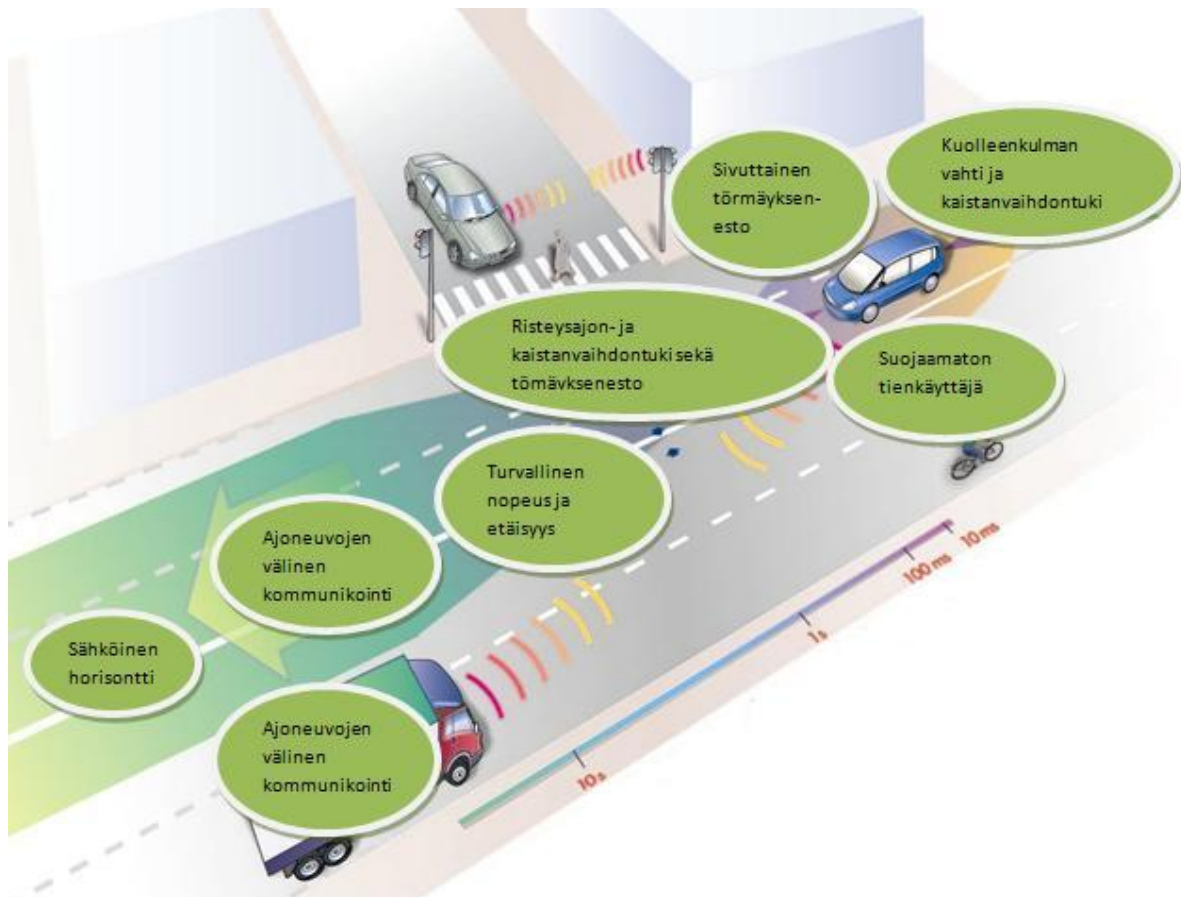 Kuolleenkulman
vahti ja
kaistanvaihdontuki
Sivuttainen
törmäyksen-
esto
Risteysajon- ja
kaistanvaihdontuki sekä
tömävksenesto
Suojaamaton
tienkäyttäjä
Turvallinen
nopeus ja
etäisyys
Ajoneuvojen
välinen
kommunikointi
Sähköinen
horisontti
Ajoneuvojen
välinen
kommunikointi
10 ms
100 ms
1s
10s